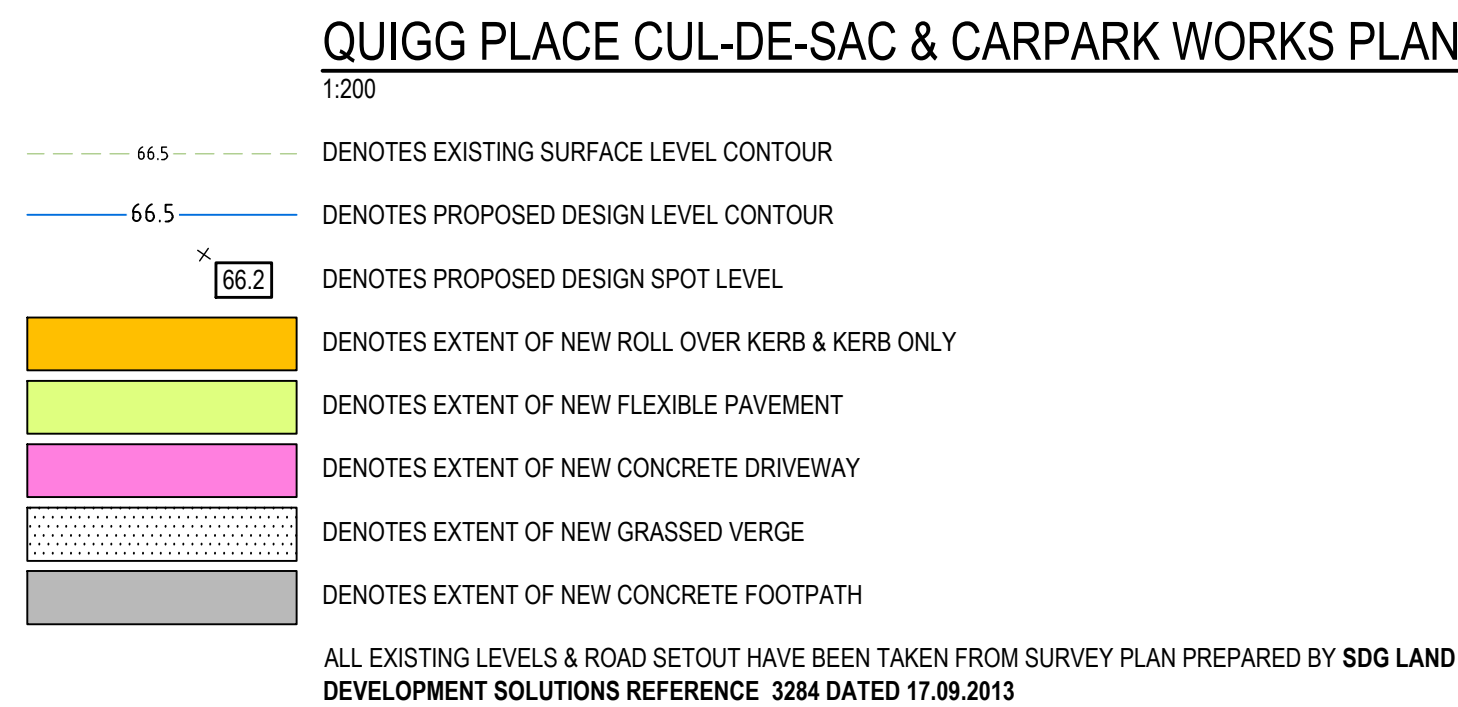 QUIGG PLACE CUL-DE-SAC & CARPARK WORKS PLAN
1:200
66.5 DENOTES EXISTING SURFACE LEVEL CONTOUR
66.5 DENOTES PROPOSED DESIGN LEVEL CONTOUR
66.2 DENOTES PROPOSED DESIGN SPOT LEVEL
DENOTES EXTENT OF NEW ROLL OVER KERB & KERB ONLY
DENOTES EXTENT OF NEW FLEXIBLE PAVEMENT
DENOTES EXTENT OF NEW CONCRETE DRIVEWAY
DENOTES EXTENT OF NEW GRASSED VERGE
DENOTES EXTENT OF NEW CONCRETE FOOTPATH
ALL EXISTING LEVELS & ROAD SETOUT HAVE BEEN TAKEN FROM SURVEY PLAN PREPARED BY SDG LAND
DEVELOPMENT SOLUTIONS REFERENCE 3284 DATED 17.09.2013